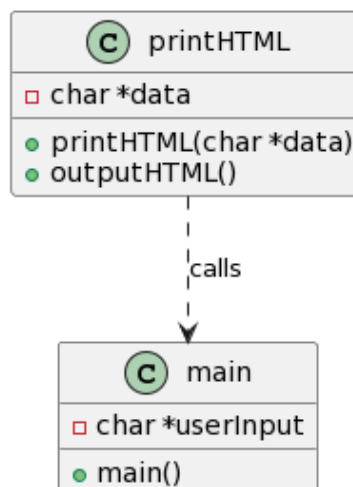 C printHTML
char *data
printHTML(char *data)
outputHTML()
calls
C main
char *userInput
main()